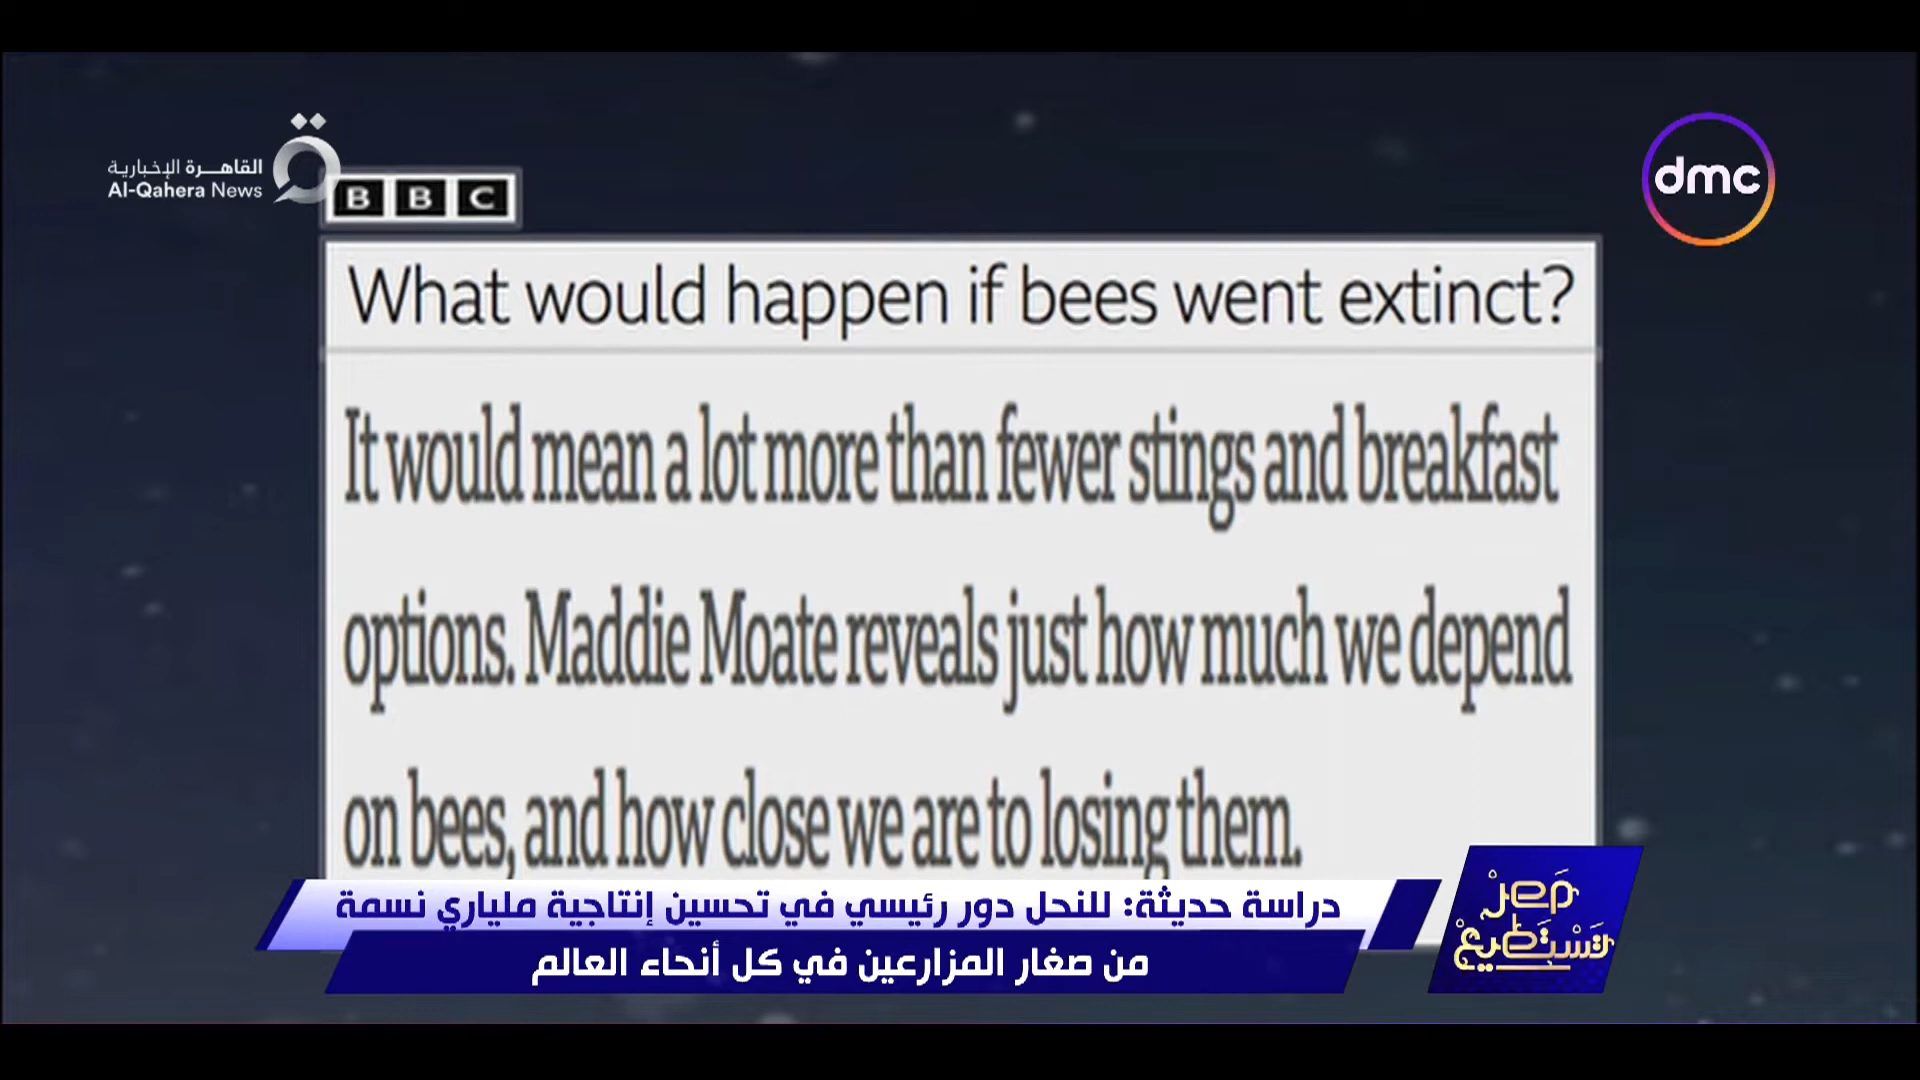 القاهرة الإخبارية
Al-Qahera News
dmc
BBC
What would happen if bees went extinct?
It would mean a lot more than fewer stings and breakfast
options. Maddie Moate reveals just how much we depend
on bees, and how close we are to losing them.
دراسة حديثة: للنحل دور رئيسي في تحسين إنتاجية ملياري نسمة
من صغار المزارعين في كل أنحاء العالم
مصر
تستطيع